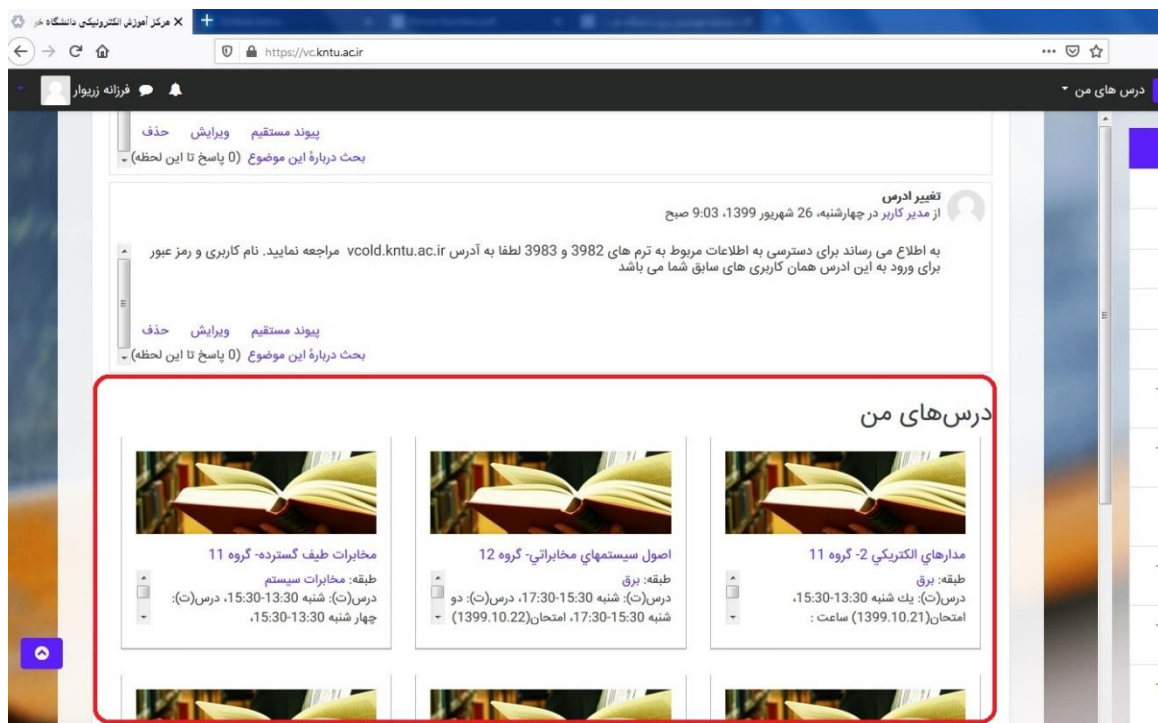 مرکز آموزش الکترونیکی دانشگاه خو
https://vc.kntu.ac.ir
درس های من
فرزانه زریوار
پیوند مستقیم ویرایش حذف
بحث دربارهٔ این موضوع (0 پاسخ تا این لحظه)
تغییر ادرس
از مدیر کاربر در چهارشنبه، 26 شهریور 1399، 9:03 صبح
به اطلاع می رساند برای دسترسی به اطلاعات مربوط به ترم های 3982 و 3983 لطفا به آدرس vcold.kntu.ac.ir مراجعه نمایید. نام کاربری و رمز عبور
برای ورود به این ادرس همان کاربری های سابق شما می باشد
پیوند مستقیم ویرایش حذف
بحث دربارهٔ این موضوع (0 پاسخ تا این لحظه)
درس‌های من
مدارهاي الكتريكي 2- گروه 11
طبقه: برق
درس(ت): يك شنبه 13:30-15:30،
امتحان(1399.10.21) ساعت :
اصول سيستمهاي مخابراتي- گروه 12
طبقه: برق
درس(ت): شنبه 15:30-17:30، درس(ت): دو
شنبه 15:30-17:30، امتحان(1399.10.22)
مخابرات طيف گسترده- گروه 11
طبقه: مخابرات سیستم
درس(ت): شنبه 13:30-15:30، درس(ت):
چهار شنبه 13:30-15:30،